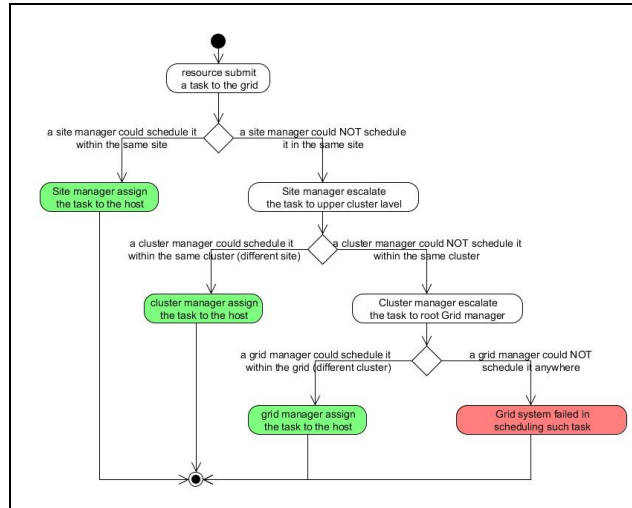 resource submit
a task to the grid
a site manager could schedule it
within the same site
a site manager could NOT schedule
it in the same site
Site manager assign
the task to the host
Site manager escalate
the task to upper cluster lavel
a cluster manager could schedule it
within the same cluster (different site)
a cluster manager could NOT schedule it
within the same cluster
cluster manager assign
the task to the host
Cluster manager escalate
the task to root Grid manager
a grid manager could schedule it
within the grid (different cluster)
a grid manager could NOT
schedule it anywhere
grid manager assign
the task to the host
Grid system failed in
scheduling such task